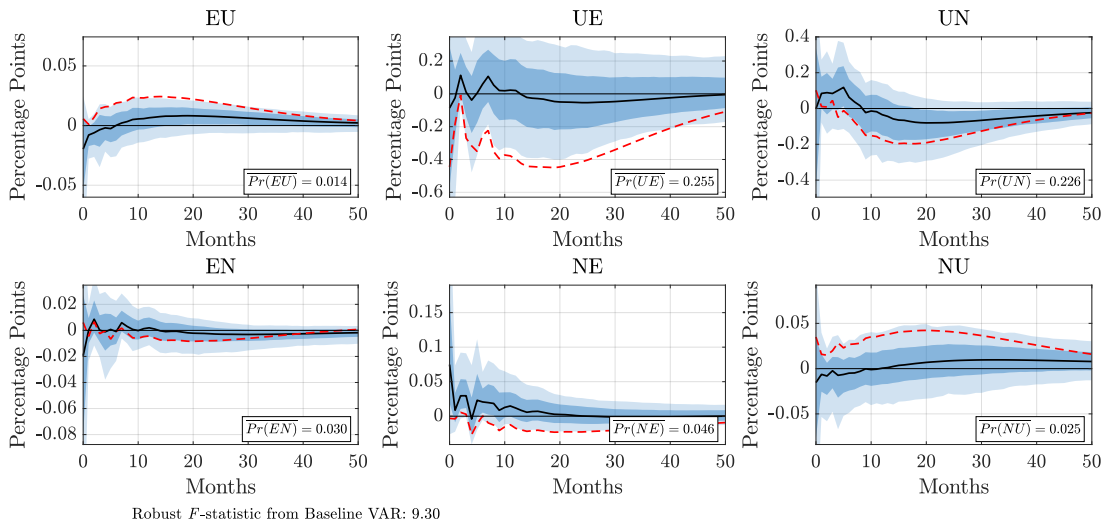 EU
UE
UN
Percentage Points
0.05
0
-0.05
Pr(EU) = 0.014
0 10 20 30 40 50
Months
Percentage Points
0.2
0
-0.2
-0.4
-0.6
Pr(UE) = 0.255
0 10 20 30 40 50
Months
Percentage Points
0.4
0.2
0
-0.2
-0.4
Pr(UN) = 0.226
0 10 20 30 40 50
Months
EN
NE
NU
Percentage Points
0.02
0
-0.02
-0.04
-0.06
-0.08
Pr(EN) = 0.030
0 10 20 30 40 50
Months
Percentage Points
0.15
0.1
0.05
0
Pr(NE) = 0.046
0 10 20 30 40 50
Months
Percentage Points
0.05
0
-0.05
Pr(NU) = 0.025
0 10 20 30 40 50
Months
Robust F-statistic from Baseline VAR: 9.30